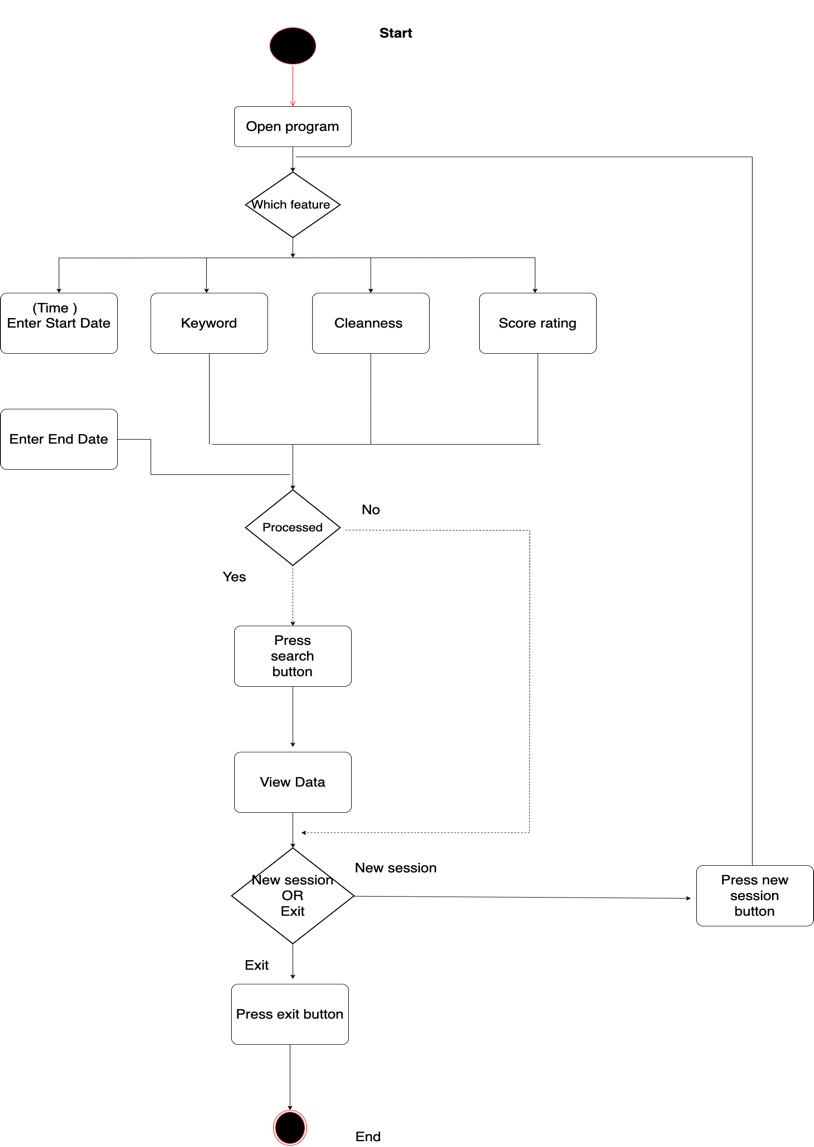 Start
Open program
Which feature
(Time )
Enter Start Date
Keyword
Cleanness
Score rating
Enter End Date
No
Processed
Yes
Press
search
button
View Data
New session
New session
OR
Exit
Press new
session
button
Exit
Press exit button
End